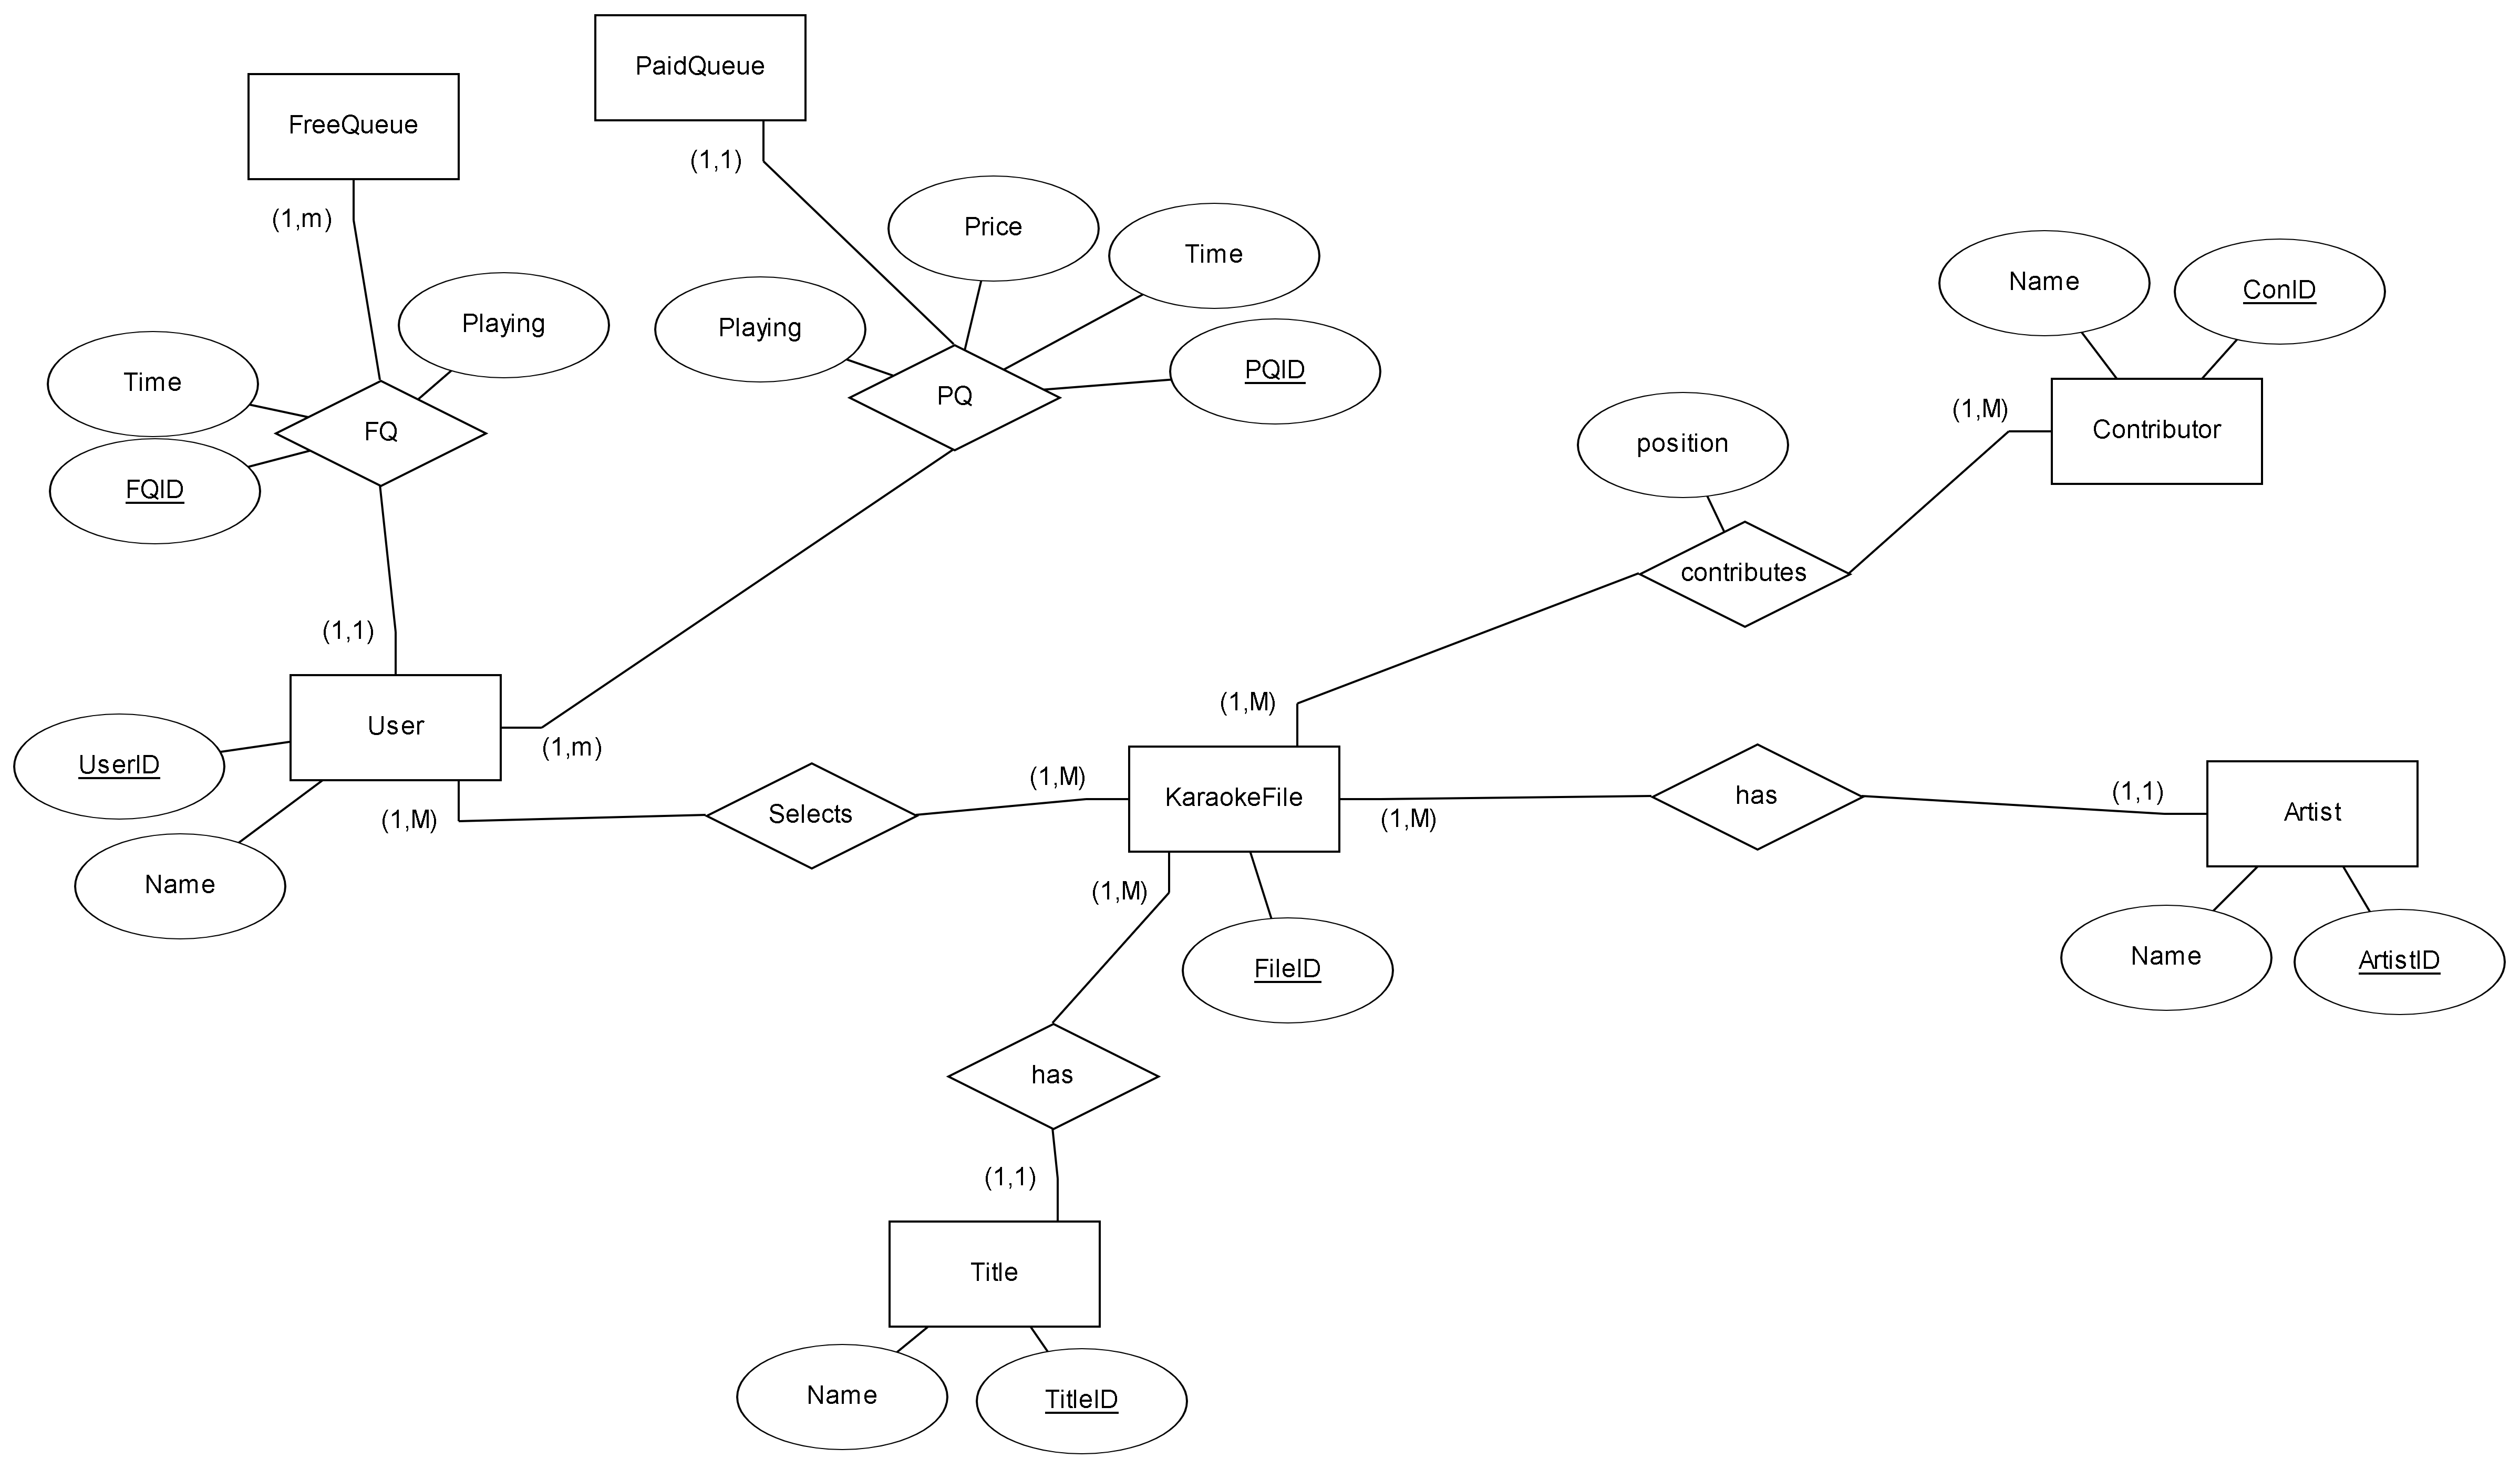 PaidQueue
FreeQueue
(1,1)
(1,m)
Price
Time
Playing
Playing
Time
PQID
FQID
FQ
PQ
Name
ConID
(1,M)
Contributor
position
contributes
(1,1)
User
(1,m)
UserID
Name
(1,M)
Selects
(1,M)
(1,M)
KaraokeFile
(1,M)
has
(1,1)
Artist
Name
ArtistID
(1,M)
FileID
has
(1,1)
Title
Name
TitleID